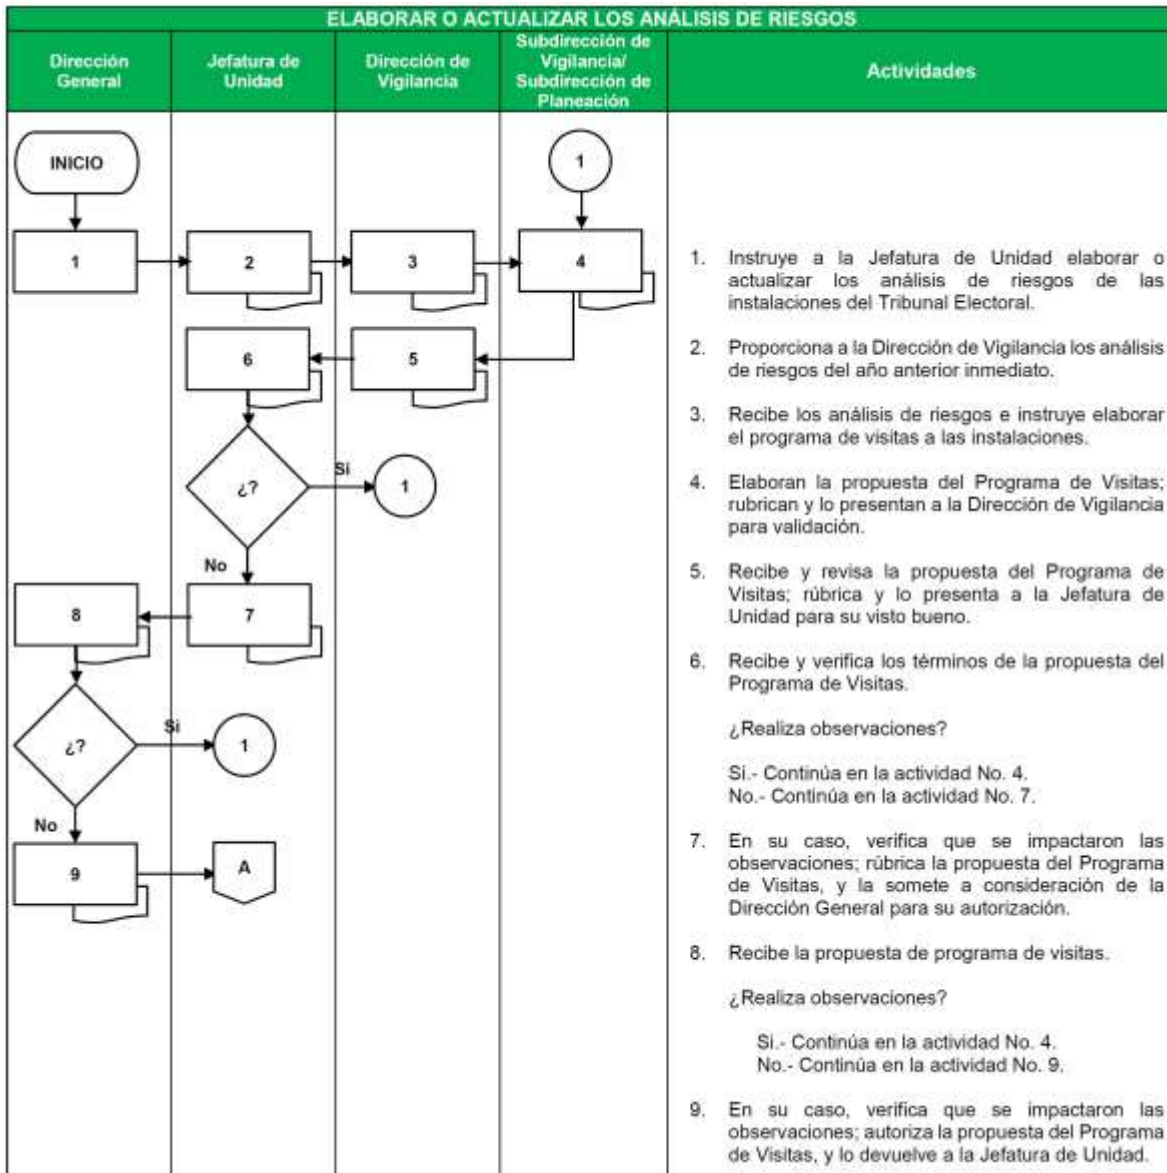 ELABORAR O ACTUALIZAR LOS ANÁLISIS DE RIESGOS
Dirección
General
Jefatura de
Unidad
Dirección de
Vigilancia
Subdirección de
Vigilancia/
Subdirección de
Planeación
Actividades
INICIO
1
1
2
3
4
6
5
¿?
Si
1
No
8
7
¿?
Si
1
No
9
A
1. Instruye a la Jefatura de Unidad elaborar o
actualizar los análisis de riesgos de las
instalaciones del Tribunal Electoral.
2. Proporciona a la Dirección de Vigilancia los análisis
de riesgos del año anterior inmediato.
3. Recibe los análisis de riesgos e instruye elaborar
el programa de visitas a las instalaciones.
4. Elaboran la propuesta del Programa de Visitas;
rubrican y lo presentan a la Dirección de Vigilancia
para validación.
5. Recibe y revisa la propuesta del Programa de
Visitas; rúbrica y lo presenta a la Jefatura de
Unidad para su visto bueno.
6. Recibe y verifica los términos de la propuesta del
Programa de Visitas.
¿Realiza observaciones?
Si.- Continúa en la actividad No. 4.
No.- Continúa en la actividad No. 7.
7. En su caso, verifica que se impactaron las
observaciones; rúbrica la propuesta del Programa
de Visitas, y la somete a consideración de la
Dirección General para su autorización.
8. Recibe la propuesta de programa de visitas.
¿Realiza observaciones?
Si.- Continúa en la actividad No. 4.
No.- Continúa en la actividad No. 9.
9. En su caso, verifica que se impactaron las
observaciones; autoriza la propuesta del Programa
de Visitas, y lo devuelve a la Jefatura de Unidad.